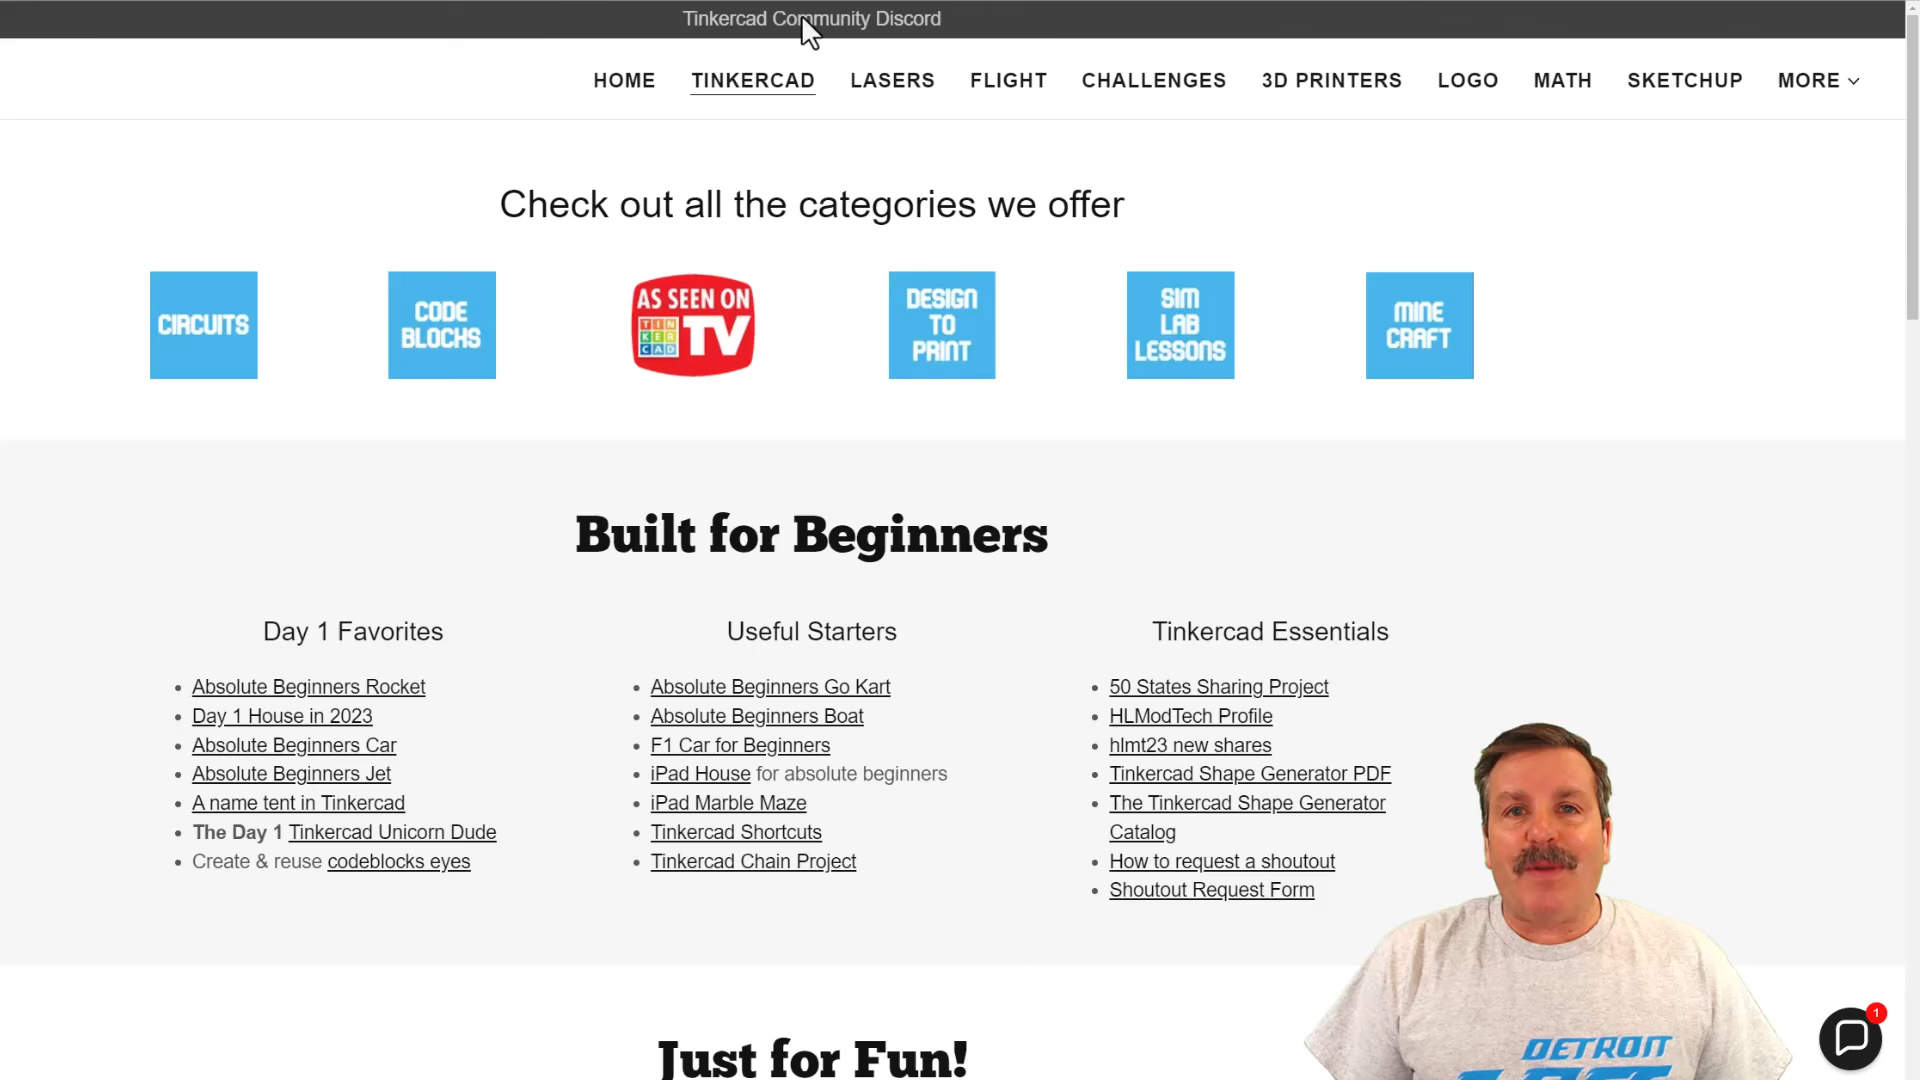 Tinkercad Community Discord
HOME TINKERCAD LASERS FLIGHT CHALLENGES 3D PRINTERS LOGO MATH SKETCHUP MORE
Check out all the categories we offer
CIRCUITS
CODE
BLOCKS
AS SEEN ON
TIN
KER
CAD
TV
DESIGN
TO
PRINT
SIM
LAB
LESSONS
MINE
CRAFT
Built for Beginners
Day 1 Favorites
Absolute Beginners Rocket
Day 1 House in 2023
Absolute Beginners Car
Absolute Beginners Jet
A name tent in Tinkercad
The Day 1 Tinkercad Unicorn Dude
Create & reuse codeblocks eyes
Useful Starters
Absolute Beginners Go Kart
Absolute Beginners Boat
F1 Car for Beginners
iPad House for absolute beginners
iPad Marble Maze
Tinkercad Shortcuts
Tinkercad Chain Project
Tinkercad Essentials
50 States Sharing Project
HLModTech Profile
hlmt23 new shares
Tinkercad Shape Generator PDF
The Tinkercad Shape Generator
Catalog
How to request a shoutout
Shoutout Request Form
Just for Fun!
DETROIT
1